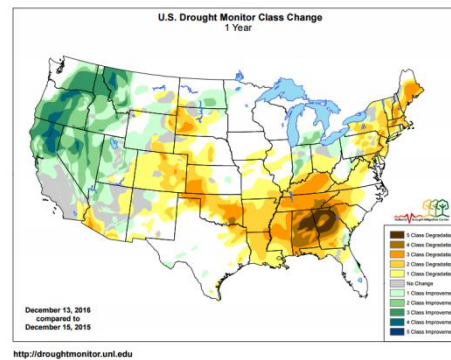 U.S. Drought Monitor Class Change
1 Year
5 Class Degradation
4 Class Degradation
3 Class Degradation
2 Class Degradation
1 Class Degradation
No Change
1 Class Improvement
2 Class Improvement
3 Class Improvement
4 Class Improvement
5 Class Improvement
December 13, 2016
compared to
December 15, 2015
http://droughtmonitor.unl.edu